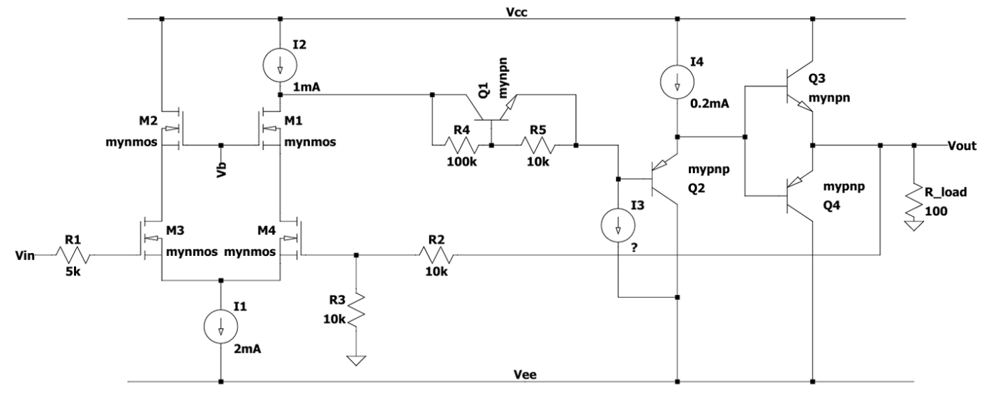 Vcc
I2
1mA
Q1
mynpn
I4
0.2mA
Q3
mynpn
M2
mynmos
M1
mynmos
Vb
R4
100k
R5
10k
mypnp
Q2
Vout
mypnp
Q4
R_load
100
I3
?
M3
mynmos
M4
mynmos
Vin
R1
5k
R2
10k
R3
10k
I1
2mA
Vee